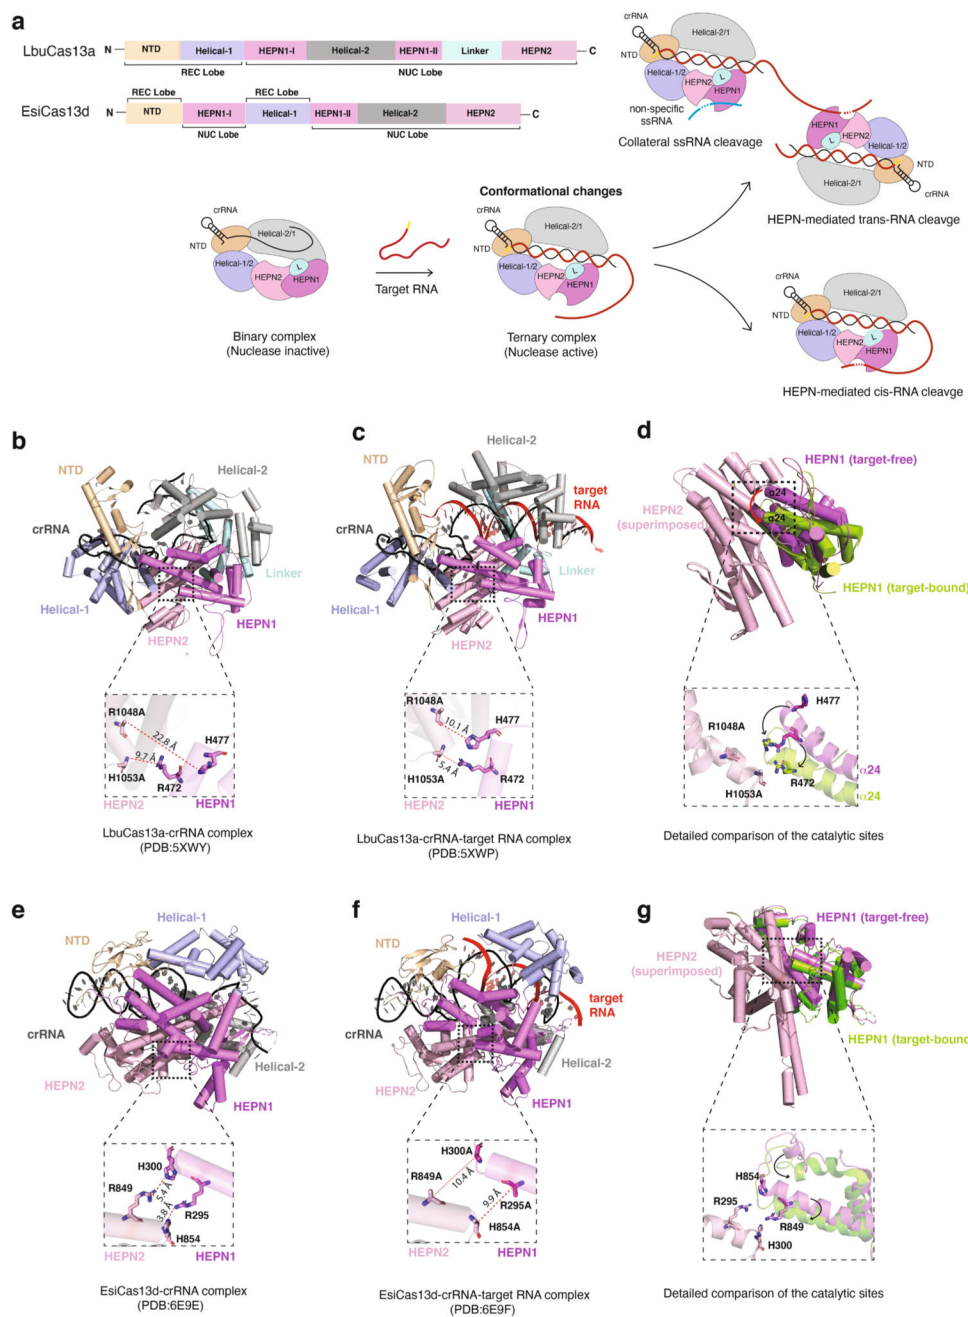 a
LbuCas13a
N
NTD
Helical-1
HEPN1-I
Helical-2
HEPN1-II
Linker
HEPN2
C
REC Lobe
NUC Lobe
REC Lobe
REC Lobe
EsiCas13d
N
NTD
HEPN1-I
Helical-1
HEPN1-II
Helical-2
HEPN2
C
NUC Lobe
NUC Lobe
crRNA
Helical-2/1
NTD
Helical-1/2
HEPN2
L
HEPN1
non-specific
ssRNA
Collateral ssRNA cleavage
HEPN1
HEPN2
L
Helical-1/2
NTD
Helical-2/1
crRNA
HEPN-mediated trans-RNA cleavge
Conformational changes
crRNA
Helical-2/1
NTD
Helical-1/2
HEPN2
L
HEPN1
Binary complex
(Nuclease inactive)
Target RNA
crRNA
Helical-2/1
NTD
Helical-1/2
HEPN2
L
HEPN1
Ternary complex
(Nuclease active)
crRNA
Helical-2/1
NTD
Helical-1/2
HEPN2
L
HEPN1
HEPN-mediated cis-RNA cleavge
b
NTD
Helical-2
crRNA
Linker
Helical-1
HEPN1
HEPN2
R1048A
22.8 Å
H477
9.7 Å
H1053A
R472
HEPN2
HEPN1
LbuCas13a-crRNA complex
(PDB:5XWY)
c
Helical-2
NTD
target
RNA
crRNA
Linker
Helical-1
HEPN1
HEPN2
R1048A
10.1 Å
H477
5.4 Å
H1053A
R472
HEPN2
HEPN1
LbuCas13a-crRNA-target RNA complex
(PDB:5XWP)
d
HEPN1 (target-free)
HEPN2
(superimposed)
α24
α24
HEPN1 (target-bound)
H477
R1048A
H1053A
R472
α24
α24
Detailed comparison of the catalytic sites
e
Helical-1
NTD
crRNA
Helical-2
HEPN2
HEPN1
H300
R849
5.4 Å
3.8 Å
R295
H854
HEPN2
HEPN1
EsiCas13d-crRNA complex
(PDB:6E9E)
f
Helical-1
NTD
target
RNA
crRNA
Helical-2
HEPN2
HEPN1
H300A
R849A
10.4 Å
9.9 Å
R295A
H854A
HEPN2
HEPN1
EsiCas13d-crRNA-target RNA complex
(PDB:6E9F)
g
HEPN1 (target-free)
HEPN2
(superimposed)
HEPN1 (target-bound
H854
R295
R849
H300
Detailed comparison of the catalytic sites